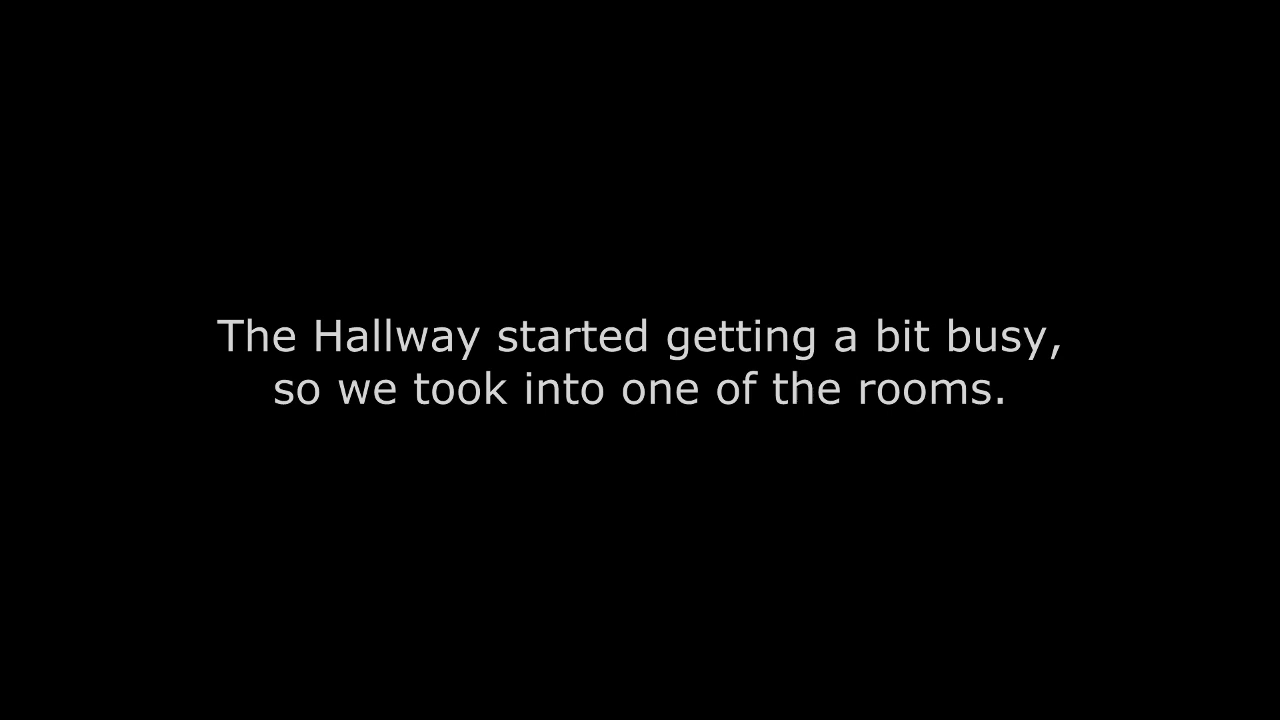 The Hallway started getting a bit busy,
so we took into one of the rooms.